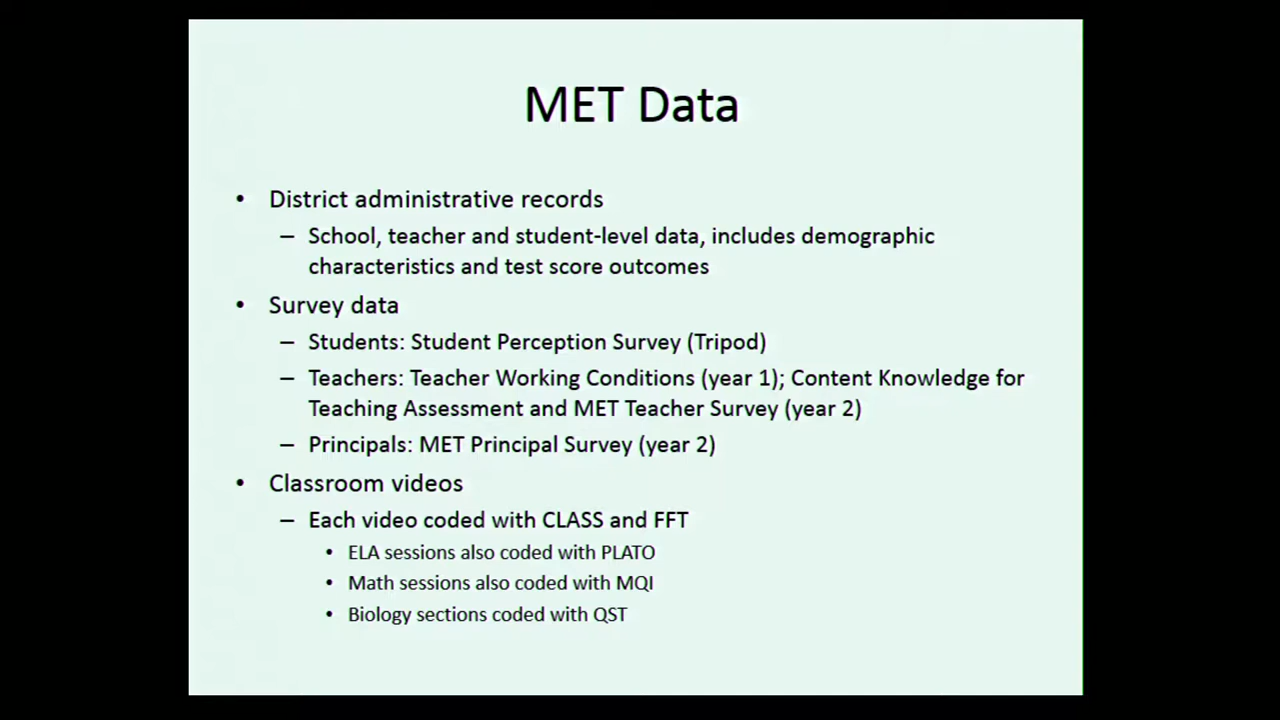 MET Data
• District administrative records
– School, teacher and student-level data, includes demographic
characteristics and test score outcomes
• Survey data
– Students: Student Perception Survey (Tripod)
– Teachers: Teacher Working Conditions (year 1); Content Knowledge for
Teaching Assessment and MET Teacher Survey (year 2)
– Principals: MET Principal Survey (year 2)
• Classroom videos
– Each video coded with CLASS and FFT
• ELA sessions also coded with PLATO
• Math sessions also coded with MQI
• Biology sections coded with QST